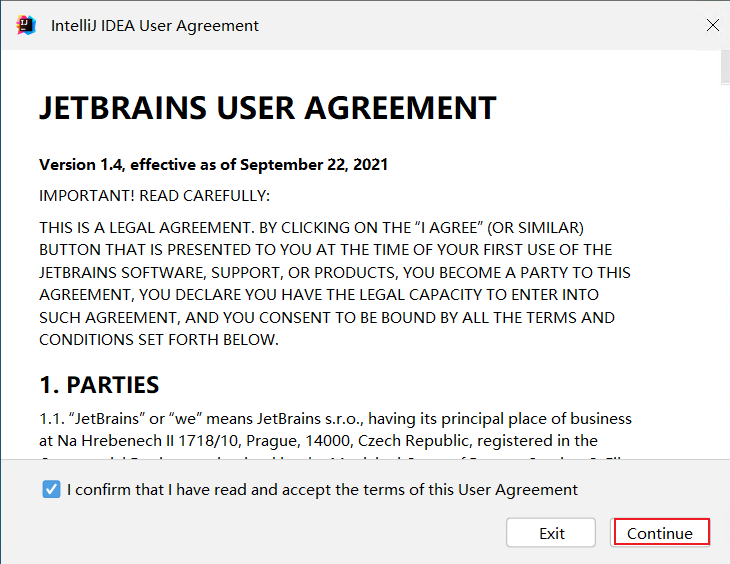 IntelliJ IDEA User Agreement
JETBRAINS USER AGREEMENT
Version 1.4, effective as of September 22, 2021
IMPORTANT! READ CAREFULLY:
THIS IS A LEGAL AGREEMENT. BY CLICKING ON THE “I AGREE” (OR SIMILAR)
BUTTON THAT IS PRESENTED TO YOU AT THE TIME OF YOUR FIRST USE OF THE
JETBRAINS SOFTWARE, SUPPORT, OR PRODUCTS, YOU BECOME A PARTY TO THIS
AGREEMENT, YOU DECLARE YOU HAVE THE LEGAL CAPACITY TO ENTER INTO
SUCH AGREEMENT, AND YOU CONSENT TO BE BOUND BY ALL THE TERMS AND
CONDITIONS SET FORTH BELOW.
1. PARTIES
1.1. “JetBrains” or “we” means JetBrains s.r.o., having its principal place of business
at Na Hrebenech II 1718/10, Prague, 14000, Czech Republic, registered in the
I confirm that I have read and accept the terms of this User Agreement
Exit
Continue